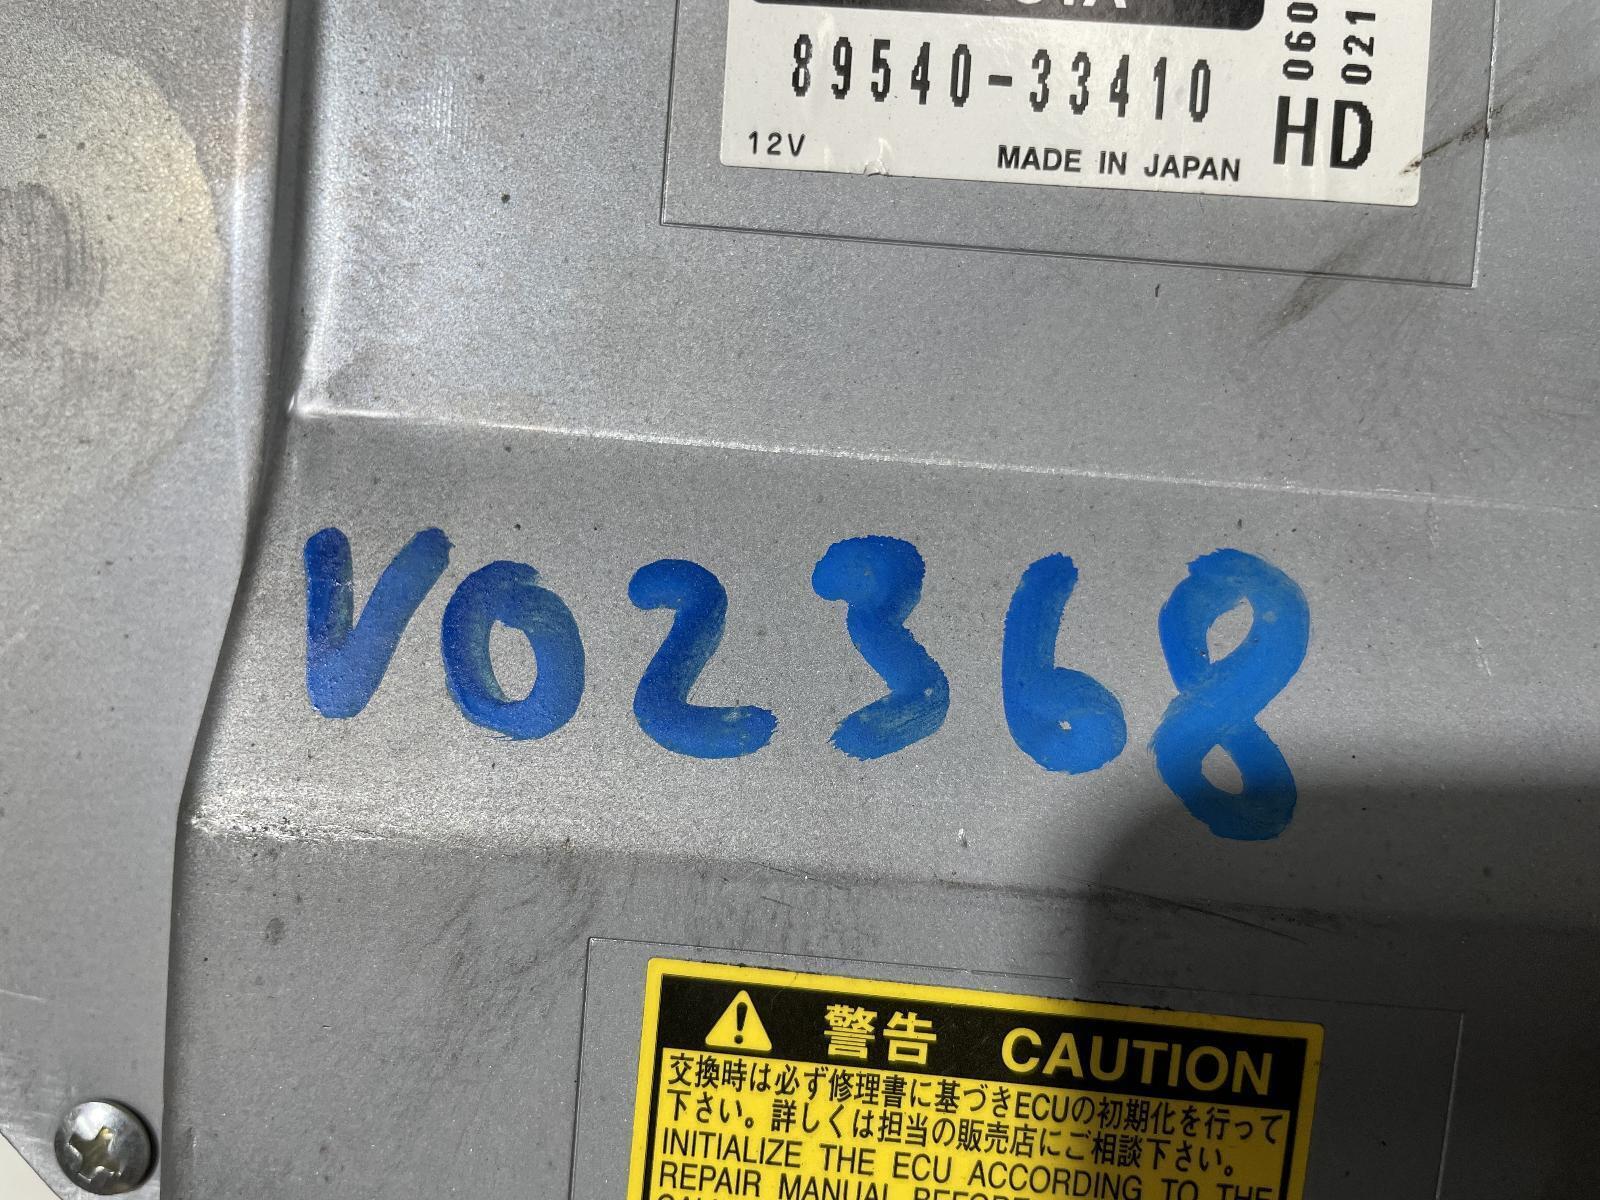 89540-33410
12V
MADE IN JAPAN
HD
060
021
V02368
警告 CAUTION
交換時は必ず修理書に基づきECUの初期化を行って
下さい。詳しくは担当の販売店にご相談下さい。
INITIALIZE THE ECU ACCORDING TO THE
REPAIR MANUAL BEFORE